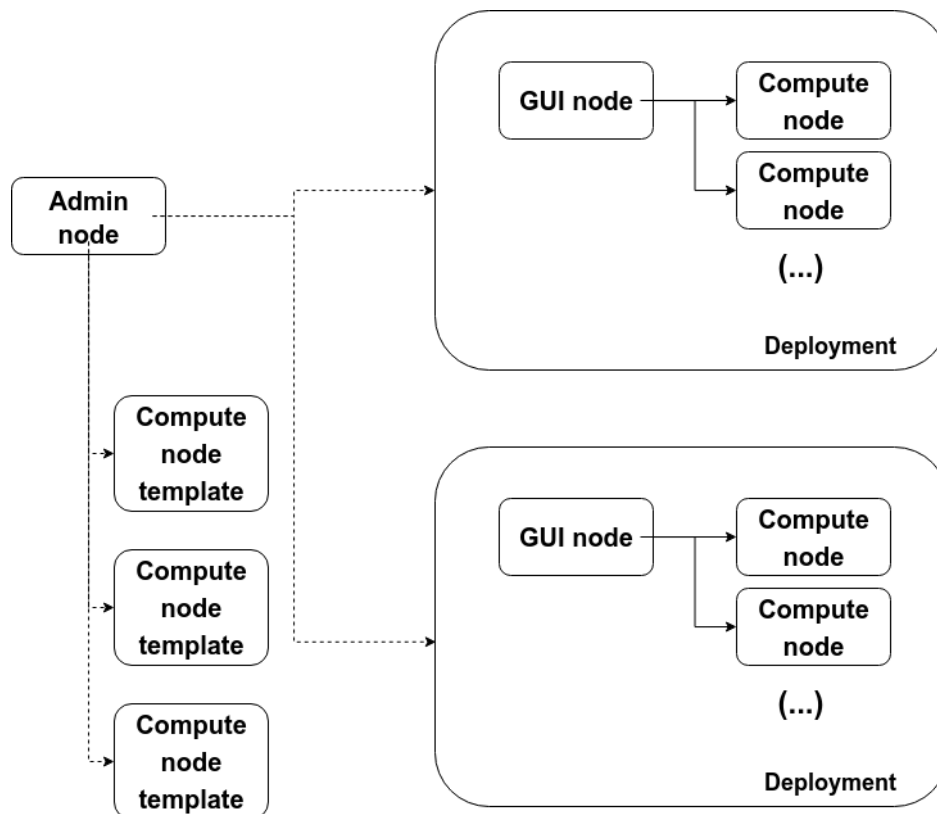 Admin
node
Compute
node
template
Compute
node
template
Compute
node
template
GUI node
Compute
node
Compute
node
(...)
Deployment
GUI node
Compute
node
Compute
node
(...)
Deployment